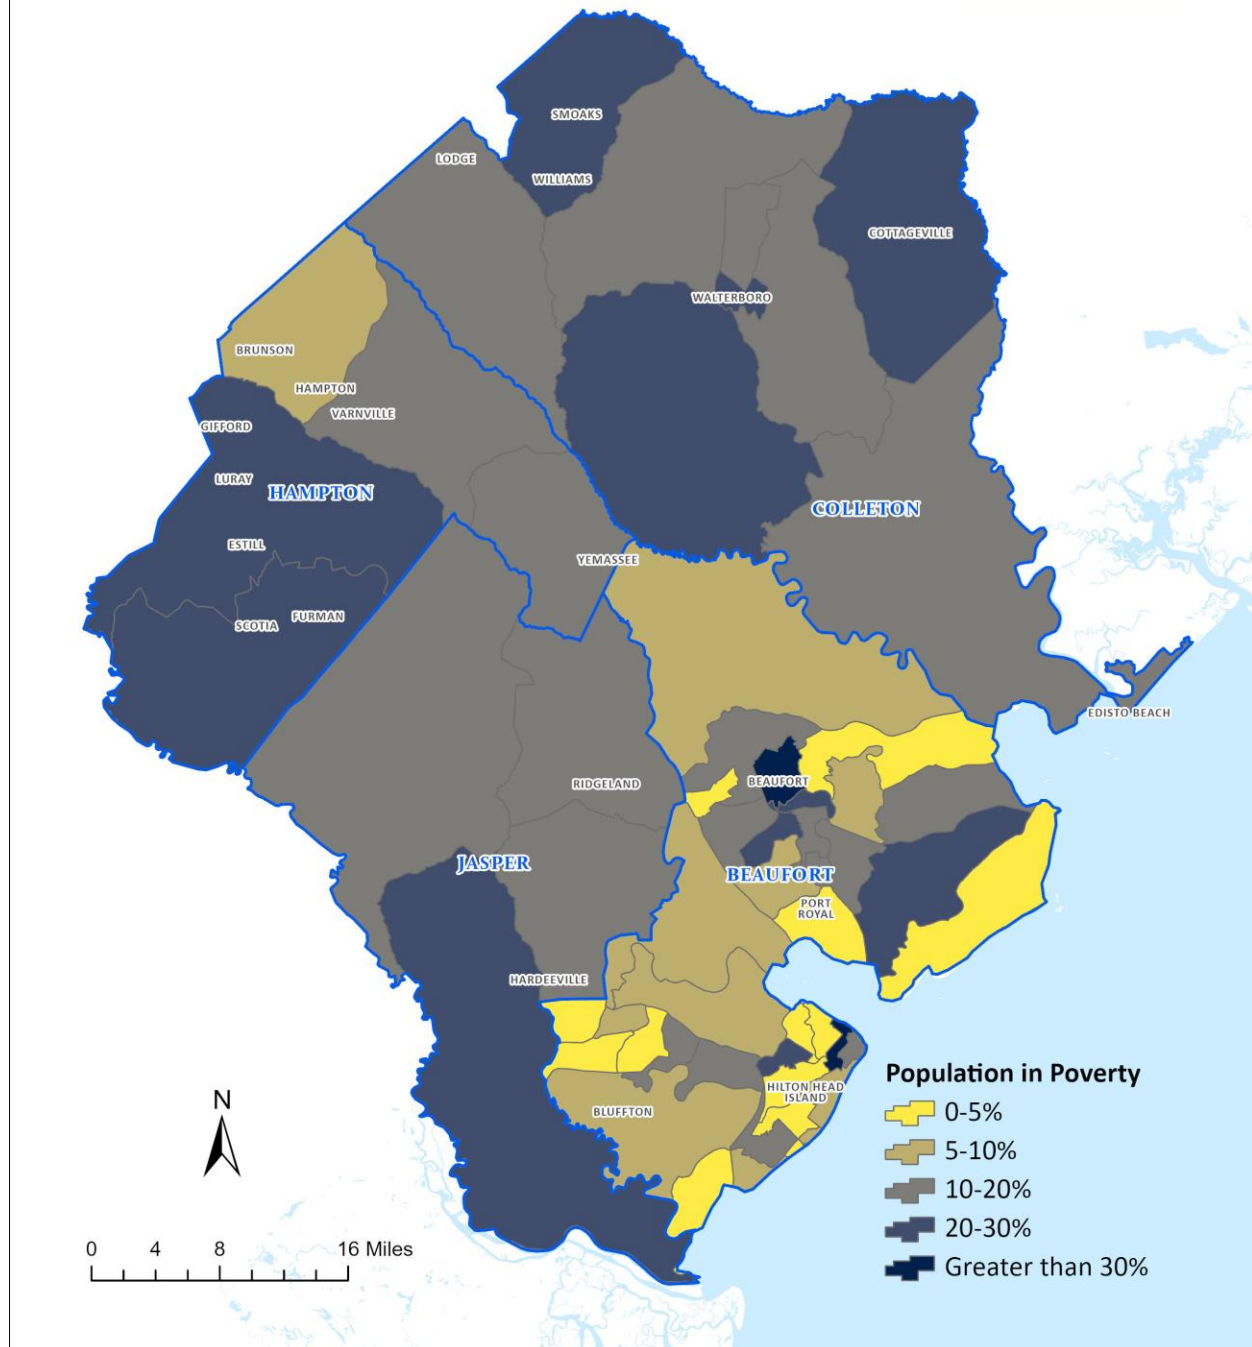 SMOAKS
LODGE
WILLIAMS
COTTAGEVILLE
WALTERBORO
BRUNSON
HAMPTON
VARNVILLE
GIFFORD
LURAY
HAMPTON
COLLETON
ESTILL
YEMASSEE
FURMAN
SCOTIA
EDISTO BEACH
RIDGELAND
BEAUFORT
JASPER
BEAUFORT
PORT
ROYAL
HARDEEVILLE
HILTON HEAD
ISLAND
BLUFFTON
Population in Poverty
0-5%
5-10%
10-20%
20-30%
Greater than 30%
N
0 4 8 16 Miles